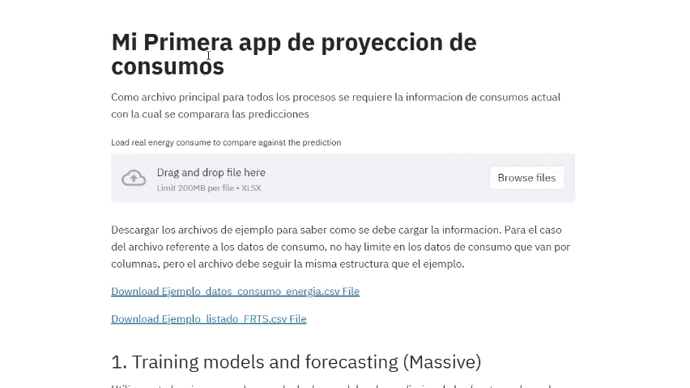 Mi Primera app de proyeccion de
consumos
Como archivo principal para todos los procesos se requiere la informacion de consumos actual
con la cual se comparara las predicciones
Load real energy consume to compare against the prediction
Drag and drop file here
Limit 200MB per file • XLSX
Browse files
Descargar los archivos de ejemplo para saber como se debe cargar la informacion. Para el caso
del archivo referente a los datos de consumo, no hay limite en los datos de consumo que van por
columnas, pero el archivo debe seguir la misma estructura que el ejemplo.
Download Ejemplo_datos_consumo_energia.csv File
Download Ejemplo_listado_FRTS.csv File
1. Training models and forecasting (Massive)